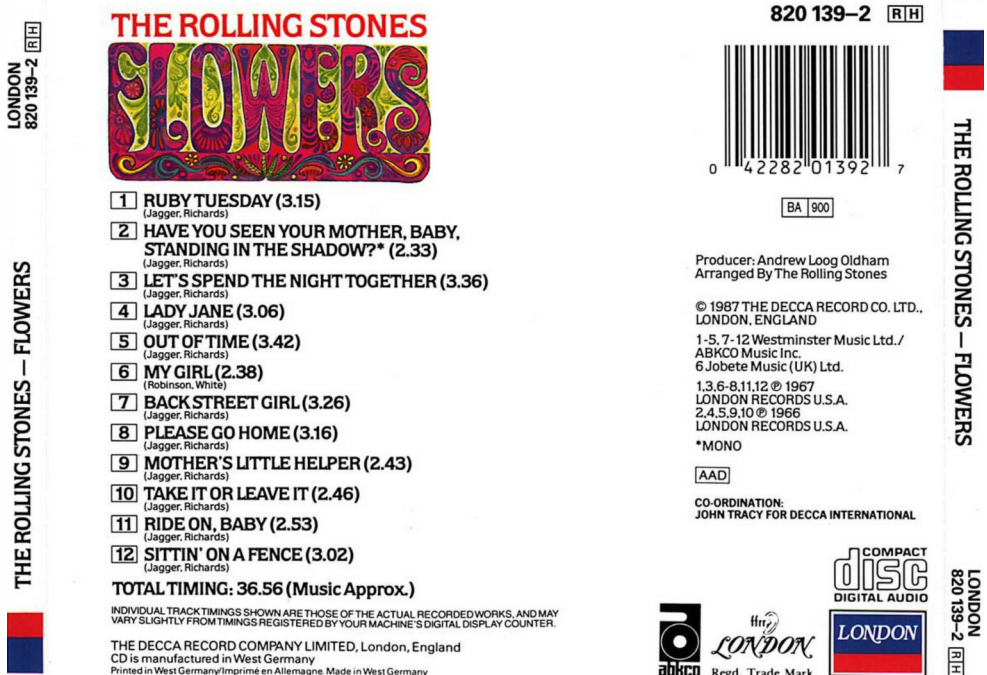 LONDON
820 139–2 RH
THE ROLLING STONES — FLOWERS
THE ROLLING STONES
FLOWERS
1 RUBY TUESDAY (3.15)
(Jagger, Richards)
2 HAVE YOU SEEN YOUR MOTHER, BABY,
STANDING IN THE SHADOW?* (2.33)
(Jagger, Richards)
3 LET'S SPEND THE NIGHT TOGETHER (3.36)
(Jagger, Richards)
4 LADY JANE (3.06)
(Jagger, Richards)
5 OUT OF TIME (3.42)
(Jagger, Richards)
6 MY GIRL (2.38)
(Robinson, White)
7 BACK STREET GIRL (3.26)
(Jagger, Richards)
8 PLEASE GO HOME (3.16)
(Jagger, Richards)
9 MOTHER'S LITTLE HELPER (2.43)
(Jagger, Richards)
10 TAKE IT OR LEAVE IT (2.46)
(Jagger, Richards)
11 RIDE ON, BABY (2.53)
(Jagger, Richards)
12 SITTIN' ON A FENCE (3.02)
(Jagger, Richards)
TOTAL TIMING: 36.56 (Music Approx.)
INDIVIDUAL TRACK TIMINGS SHOWN ARE THOSE OF THE ACTUAL RECORDED WORKS, AND MAY
VARY SLIGHTLY FROM TIMINGS REGISTERED BY YOUR MACHINE'S DIGITAL DISPLAY COUNTER.
THE DECCA RECORD COMPANY LIMITED, London, England
CD is manufactured in West Germany
Printed in West Germany/Imprimé en Allemagne. Made in West Germany
820 139–2 RH
0 42282 01392 7
BA 900
Producer: Andrew Loog Oldham
Arranged By The Rolling Stones
© 1987 THE DECCA RECORD CO. LTD.,
LONDON, ENGLAND
1-5, 7-12 Westminster Music Ltd./
ABKCO Music Inc.
6 Jobete Music (UK) Ltd.
1,3,6-8,11,12 ℗ 1967
LONDON RECORDS U.S.A.
2,4,5,9,10 ℗ 1966
LONDON RECORDS U.S.A.
*MONO
AAD
CO-ORDINATION:
JOHN TRACY FOR DECCA INTERNATIONAL
COMPACT
disc
DIGITAL AUDIO
abkco
ffrr
LONDON
Regd. Trade Mark
LONDON
THE ROLLING STONES — FLOWERS
LONDON
820 139–2 RH